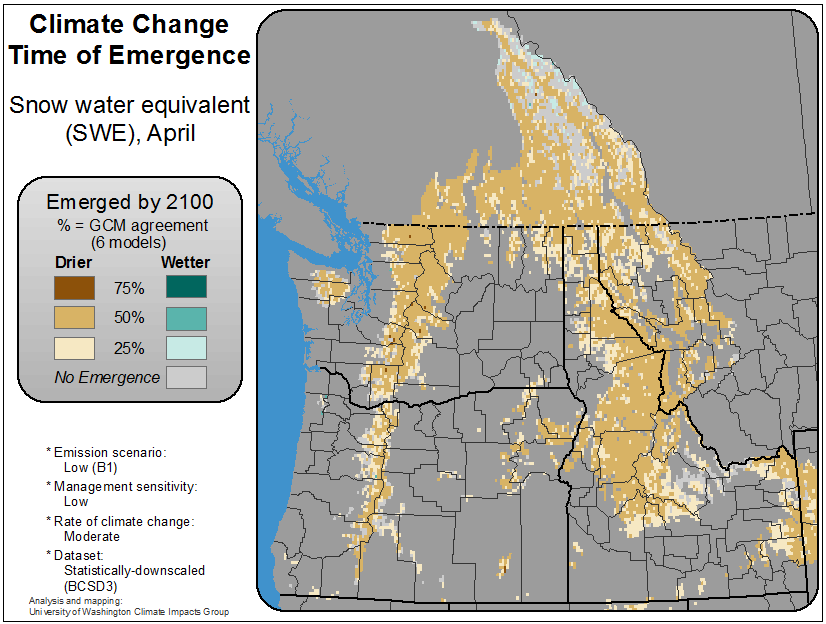 Climate Change
Time of Emergence
Snow water equivalent
(SWE), April
Emerged by 2100
% = GCM agreement
(6 models)
Drier Wetter
75%
50%
25%
No Emergence
* Emission scenario:
Low (B1)
* Management sensitivity:
Low
* Rate of climate change:
Moderate
* Dataset:
Statistically-downscaled
(BCSD3)
Analysis and mapping:
University of Washington Climate Impacts Group